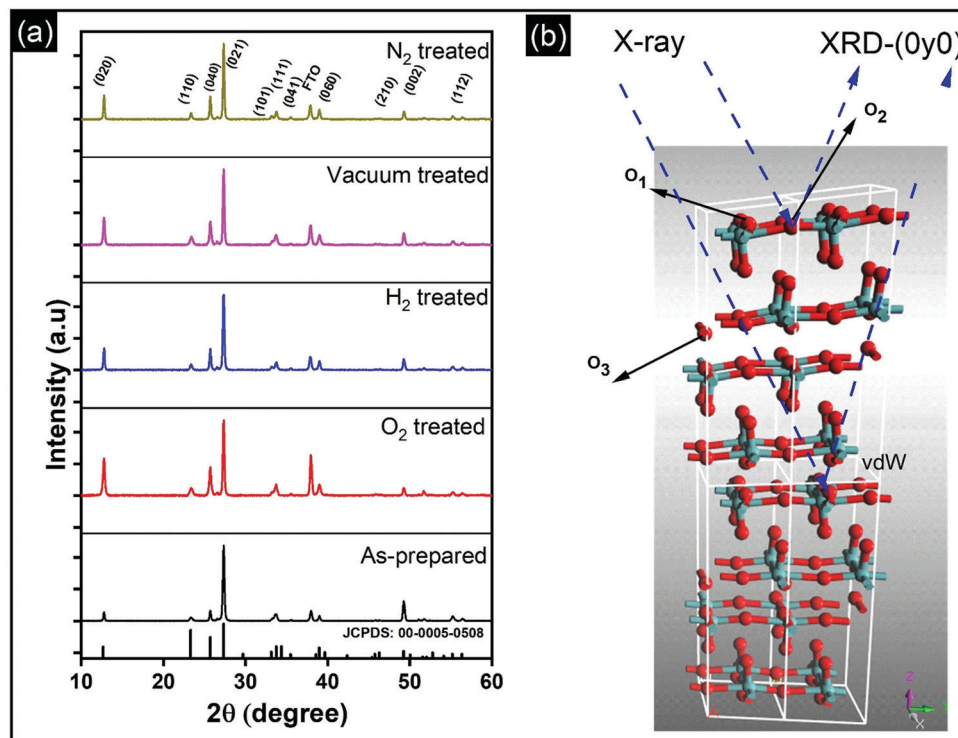 (a)
N₂ treated
(020)
(110)
(040)
(021)
(101)
(111)
(041)
FTO
(060)
(210)
(002)
(112)
Vacuum treated
H₂ treated
O₂ treated
As-prepared
JCPDS: 00-0005-0508
Intensity (a.u)
10 20 30 40 50 60
2θ (degree)
(b)
X-ray XRD-(0y0)
O₂
O₁
O₃
vdW
Z
Y
X